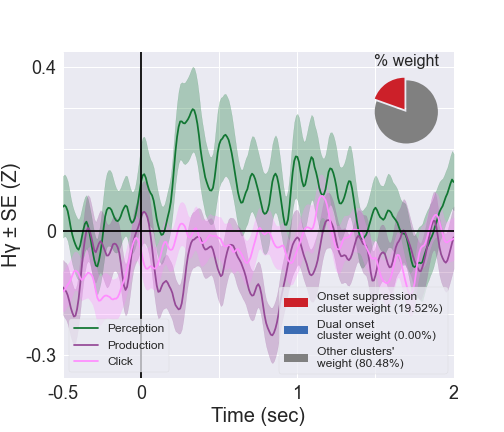 % weight
0.4
0
-0.3
Hγ ± SE (Z)
Perception
Production
Click
Onset suppression
cluster weight (19.52%)
Dual onset
cluster weight (0.00%)
Other clusters'
weight (80.48%)
-0.5
0
1
2
Time (sec)